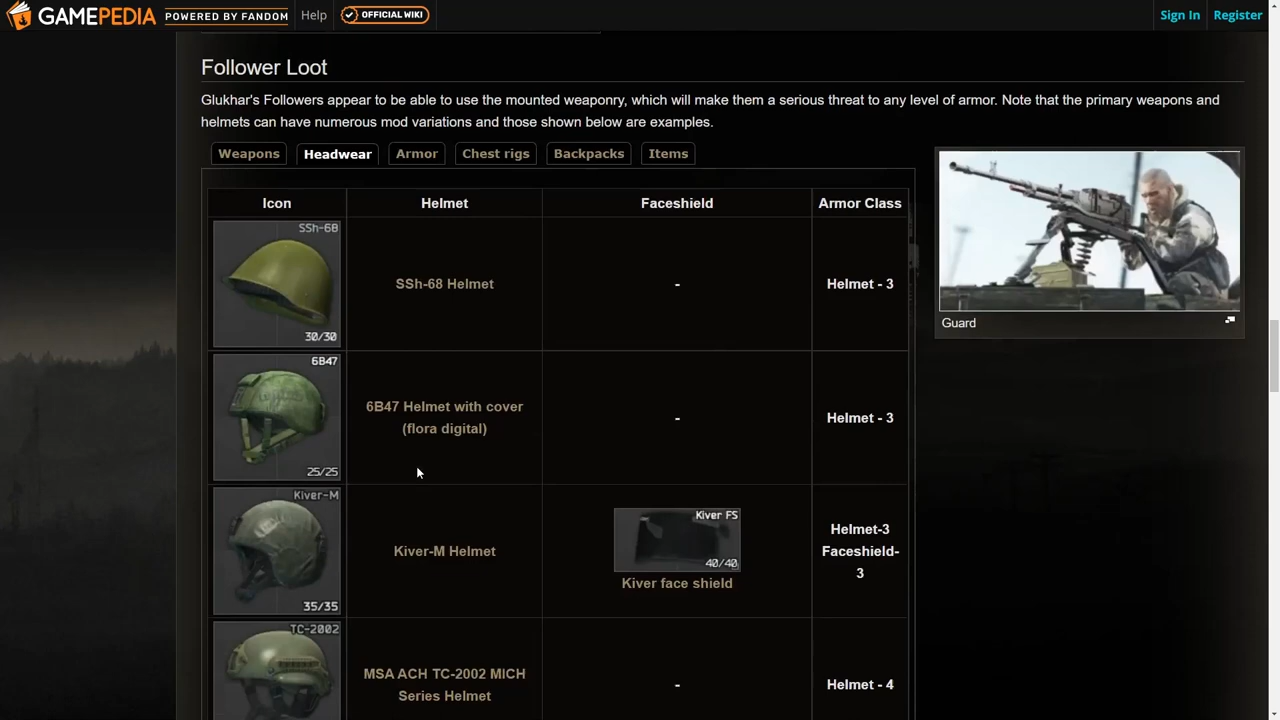 GAMEPEDIA POWERED BY FANDOM Help OFFICIAL WIKI Sign In Register
Follower Loot
Glukhar's Followers appear to be able to use the mounted weaponry, which will make them a serious threat to any level of armor. Note that the primary weapons and
helmets can have numerous mod variations and those shown below are examples.
Weapons Headwear Armor Chest rigs Backpacks Items
Icon Helmet Faceshield Armor Class
SSh-68
30/30
SSh-68 Helmet - Helmet - 3
6B47
25/25
6B47 Helmet with cover
(flora digital)
- Helmet - 3
Kiver-M
35/35
Kiver-M Helmet
Kiver FS
40/40
Kiver face shield
Helmet-3
Faceshield-
3
TC-2002
MSA ACH TC-2002 MICH
Series Helmet
- Helmet - 4
Guard